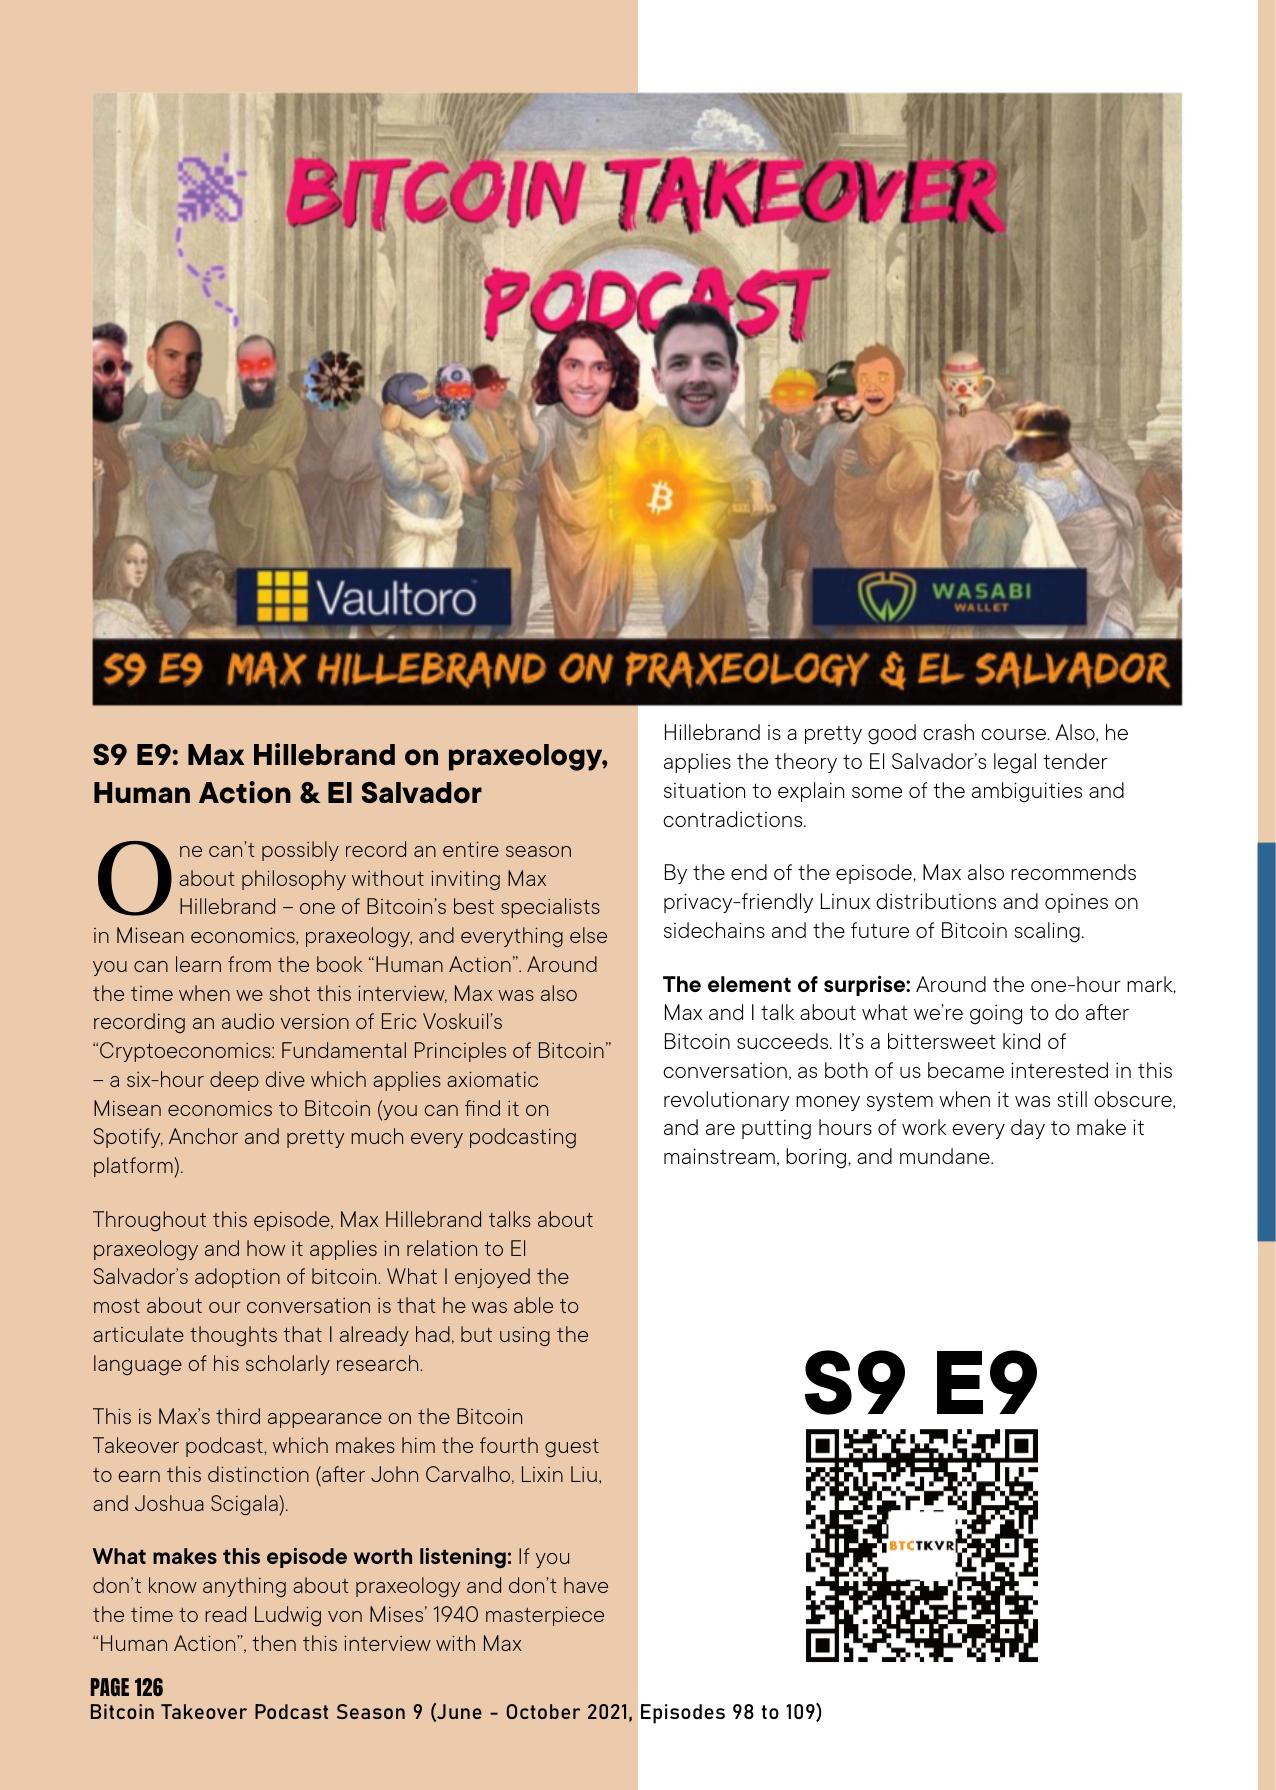 BITCOIN TAKEOVER
PODCAST
Vaultoro
WASABI
WALLET
S9 E9 MAX HILLEBRAND ON PRAXEOLOGY & EL SALVADOR
S9 E9: Max Hillebrand on praxeology,
Human Action & El Salvador
One can’t possibly record an entire season
about philosophy without inviting Max
Hillebrand – one of Bitcoin’s best specialists
in Misean economics, praxeology, and everything else
you can learn from the book “Human Action”. Around
the time when we shot this interview, Max was also
recording an audio version of Eric Voskuil’s
“Cryptoeconomics: Fundamental Principles of Bitcoin”
– a six-hour deep dive which applies axiomatic
Misean economics to Bitcoin (you can find it on
Spotify, Anchor and pretty much every podcasting
platform).
Throughout this episode, Max Hillebrand talks about
praxeology and how it applies in relation to El
Salvador’s adoption of bitcoin. What I enjoyed the
most about our conversation is that he was able to
articulate thoughts that I already had, but using the
language of his scholarly research.
This is Max’s third appearance on the Bitcoin
Takeover podcast, which makes him the fourth guest
to earn this distinction (after John Carvalho, Lixin Liu,
and Joshua Scigala).
What makes this episode worth listening: If you
don’t know anything about praxeology and don’t have
the time to read Ludwig von Mises’ 1940 masterpiece
“Human Action”, then this interview with Max
Hillebrand is a pretty good crash course. Also, he
applies the theory to El Salvador’s legal tender
situation to explain some of the ambiguities and
contradictions.
By the end of the episode, Max also recommends
privacy-friendly Linux distributions and opines on
sidechains and the future of Bitcoin scaling.
The element of surprise: Around the one-hour mark,
Max and I talk about what we’re going to do after
Bitcoin succeeds. It’s a bittersweet kind of
conversation, as both of us became interested in this
revolutionary money system when it was still obscure,
and are putting hours of work every day to make it
mainstream, boring, and mundane.
S9 E9
BTCTKVR
PAGE 126
Bitcoin Takeover Podcast Season 9 (June - October 2021, Episodes 98 to 109)